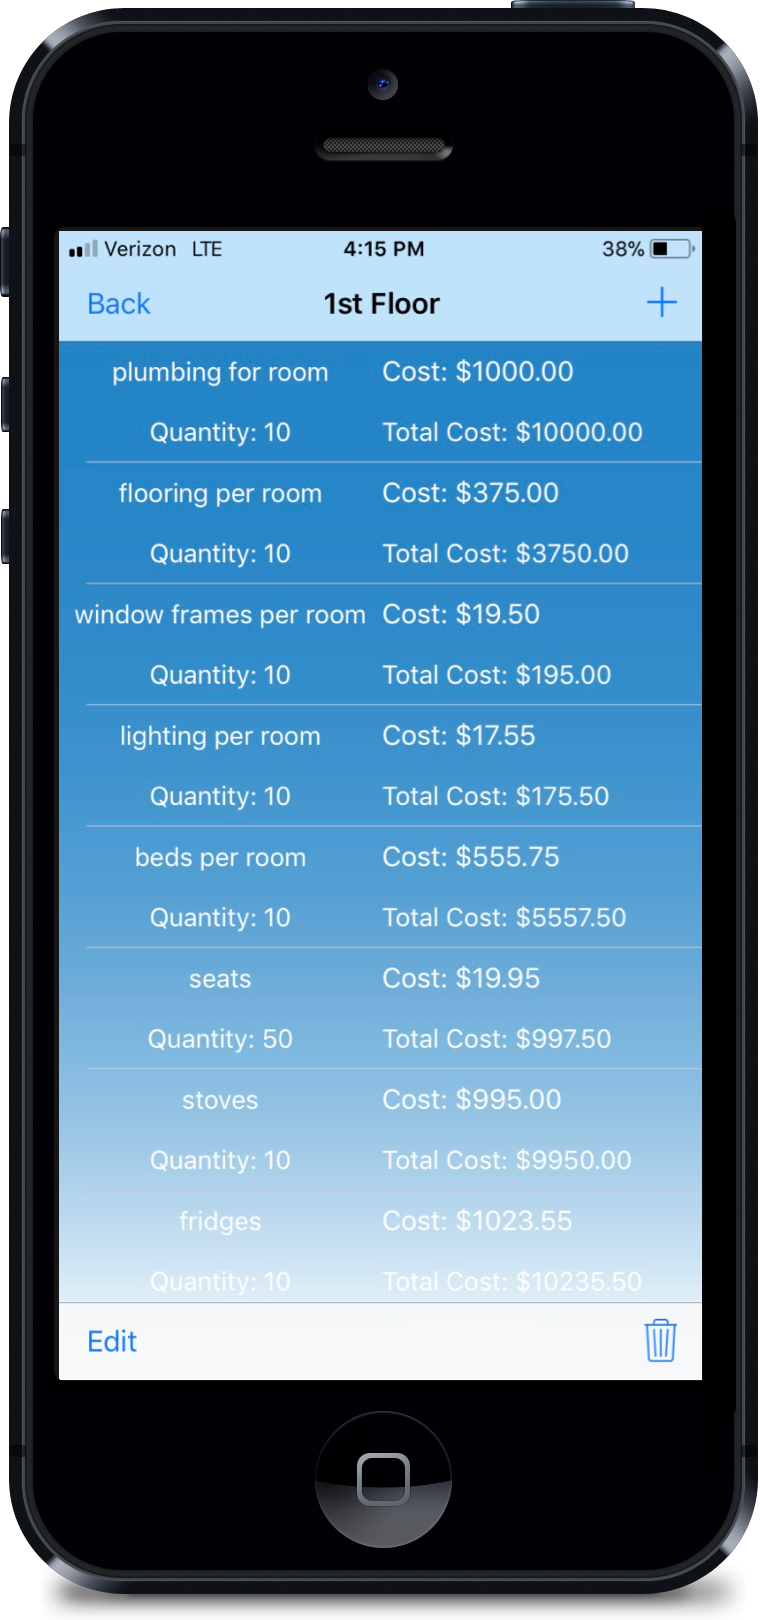 Verizon LTE 4:15 PM 38%
Back 1st Floor +
plumbing for room Cost: $1000.00
Quantity: 10 Total Cost: $10000.00
flooring per room Cost: $375.00
Quantity: 10 Total Cost: $3750.00
window frames per room Cost: $19.50
Quantity: 10 Total Cost: $195.00
lighting per room Cost: $17.55
Quantity: 10 Total Cost: $175.50
beds per room Cost: $555.75
Quantity: 10 Total Cost: $5557.50
seats Cost: $19.95
Quantity: 50 Total Cost: $997.50
stoves Cost: $995.00
Quantity: 10 Total Cost: $9950.00
fridges Cost: $1023.55
Quantity: 10 Total Cost: $10235.50
Edit